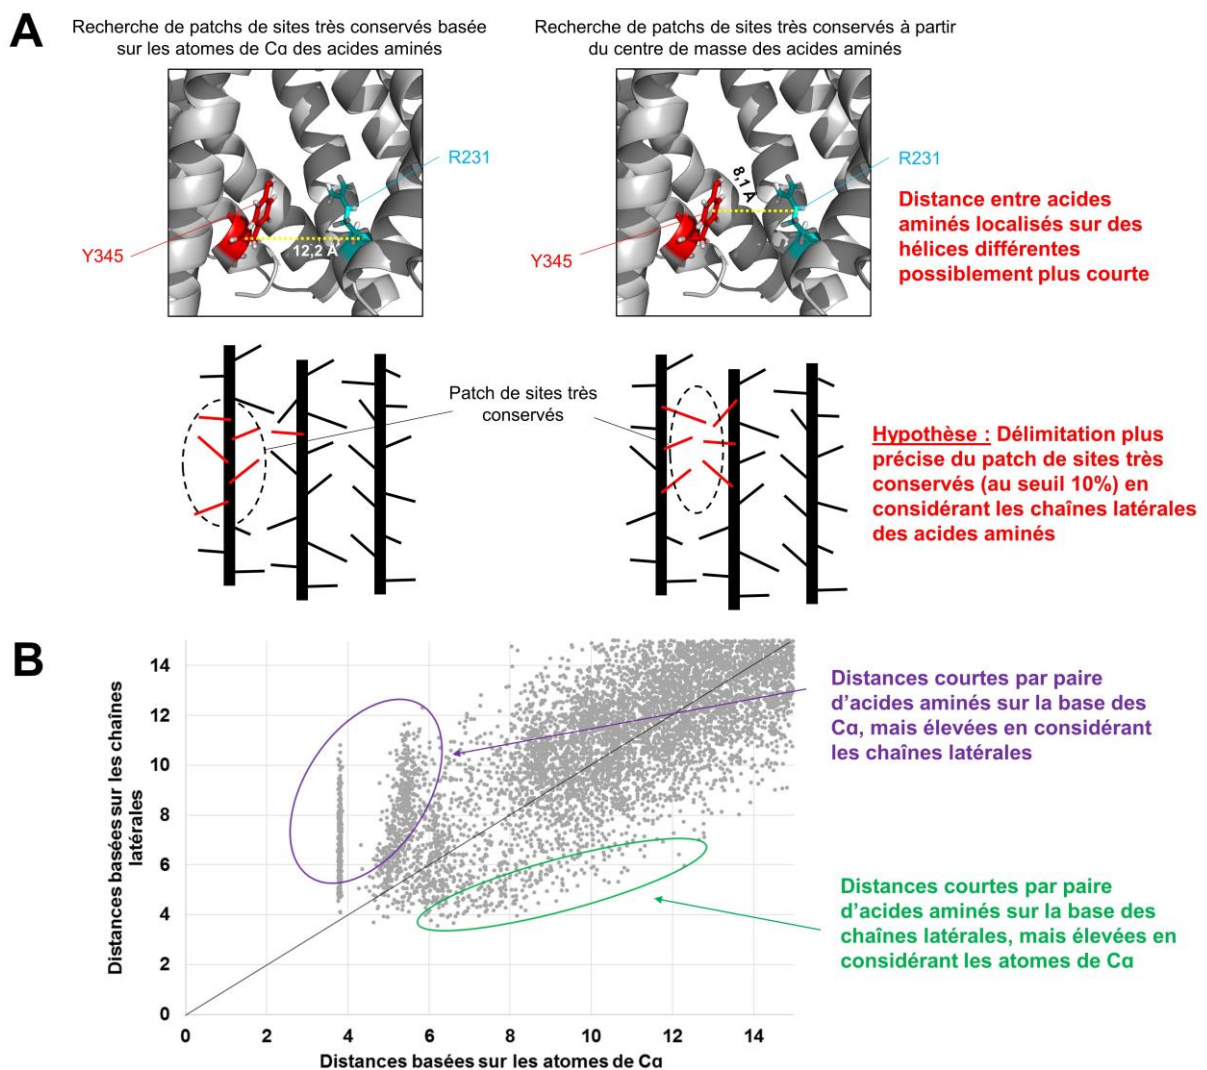 A
Recherche de patchs de sites très conservés basée
sur les atomes de Cα des acides aminés
Recherche de patchs de sites très conservés à partir
du centre de masse des acides aminés
R231
Y345
12,2 Å
R231
Y345
8,1 Å
Distance entre acides
aminés localisés sur des
hélices différentes
possiblement plus courte
Patch de sites très
conservés
Hypothèse : Délimitation plus
précise du patch de sites très
conservés (au seuil 10%) en
considérant les chaînes latérales
des acides aminés
B
Distances basées sur les chaînes
latérales
14
12
10
8
6
4
2
0
0 2 4 6 8 10 12 14
Distances basées sur les atomes de Cα
Distances courtes par paire
d'acides aminés sur la base des
Cα, mais élevées en considérant
les chaînes latérales
Distances courtes par paire
d'acides aminés sur la base des
chaînes latérales, mais élevées en
considérant les atomes de Cα